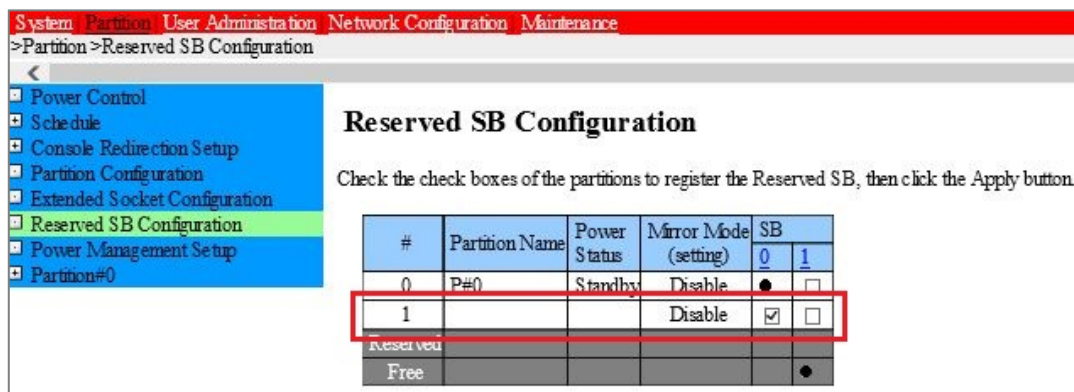 System Partition User Administration Network Configuration Maintenance
>Partition >Reserved SB Configuration
Power Control
Schedule
Console Redirection Setup
Partition Configuration
Extended Socket Configuration
Reserved SB Configuration
Power Management Setup
Partition#0
Reserved SB Configuration
Check the check boxes of the partitions to register the Reserved SB, then click the Apply button.
# Partition Name Power Status Mirror Mode (setting) SB 0 1
0 P#0 Standby Disable
1 Disable
Reserved
Free